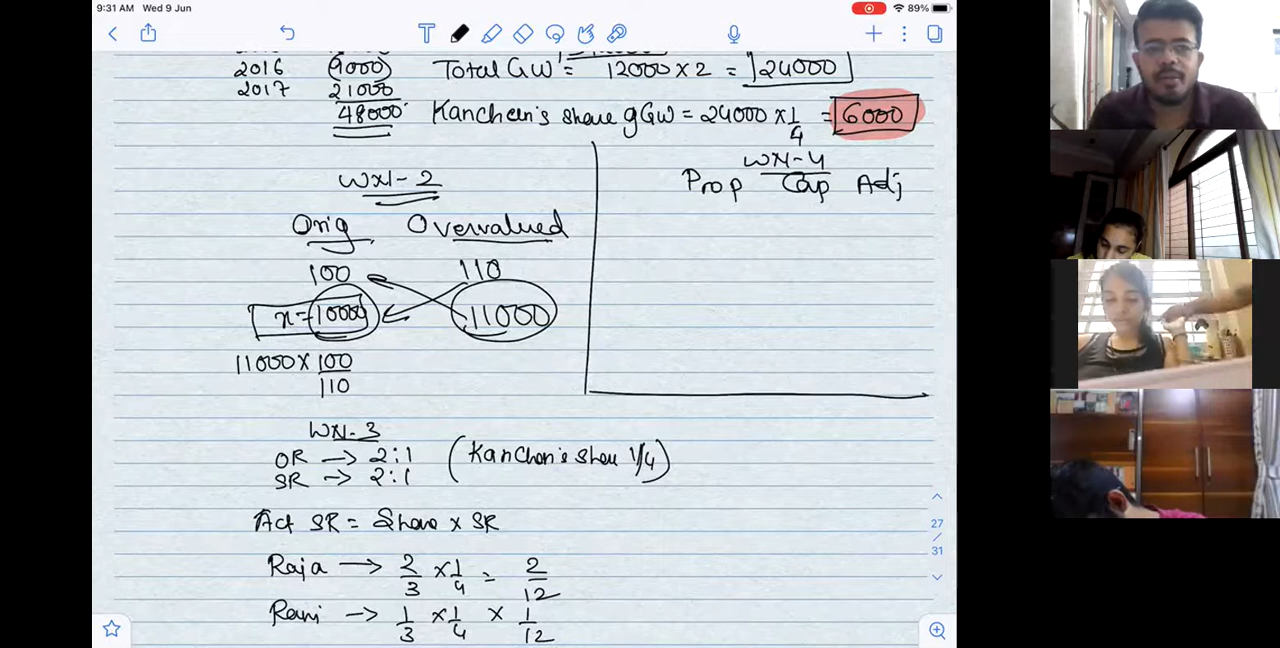 9:31 AM Wed 9 Jun
89%
2016 (9000) Total GW = 12000 x 2 = 24000
2017 21000
48000 Kanchan's share g GW = 24000 x 1/4 = 6000
WN-2
WN-4
Prop Cap Adj
Orig Overvalued
100 110
x=10000 11000
11000 x 100
110
WN-3
OR → 2:1 (Kanchan's share 1/4)
SR → 2:1
Act SR = Share x SR
Raja → 2/3 x 1/4 = 2/12
Rani → 1/3 x 1/4 x 1/12
27
/
31